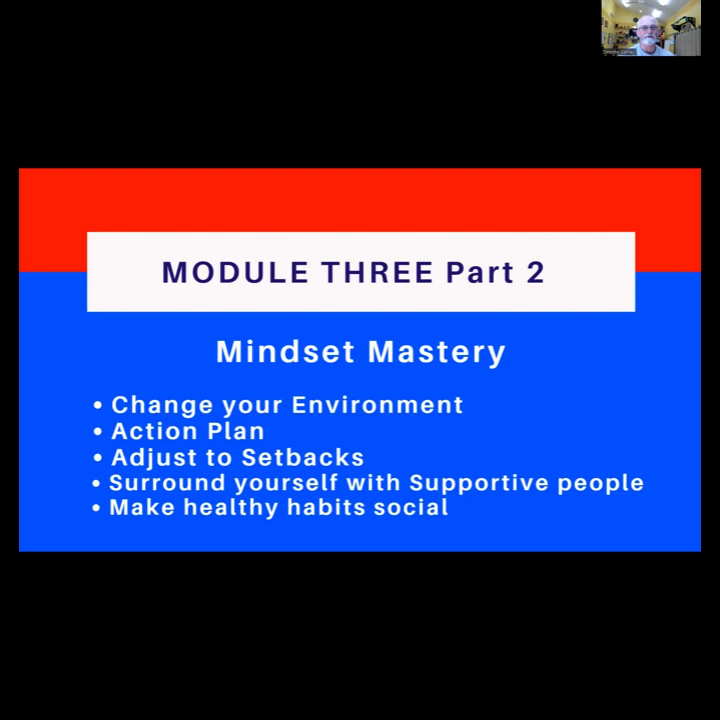 MODULE THREE Part 2
Mindset Mastery
• Change your Environment
• Action Plan
• Adjust to Setbacks
• Surround yourself with Supportive people
• Make healthy habits social